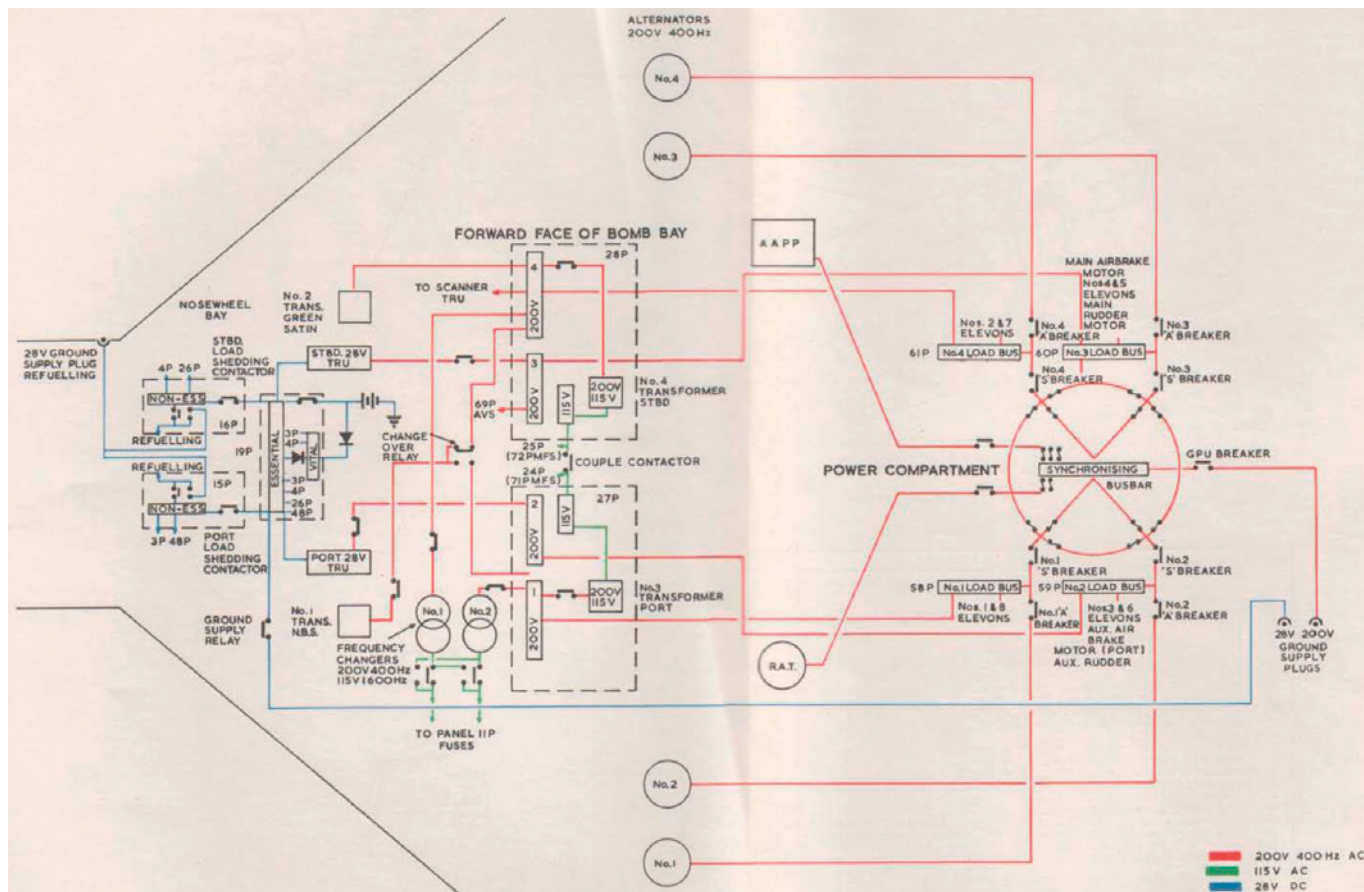 ALTERNATORS
200V 400Hz
No.4
No.3
AAPP
FORWARD FACE OF BOMB BAY
28P
4
200V
3
200V
TO SCANNER
TRU
No. 2
TRANS.
GREEN
SATIN
NOSEWHEEL
BAY
STBD.
LOAD
SHEDDING
CONTACTOR
28V GROUND
SUPPLY PLUG
REFUELLING
4P 26P
NON-ESS
16P
REFUELLING
REFUELLING
15P
NON-ESS
3P 48P
PORT
LOAD
SHEDDING
CONTACTOR
19P
ESSENTIAL
3P
4P
VITAL
3P
4P
26P
48P
STBD. 28V
TRU
PORT 28V
TRU
CHANGE
OVER
RELAY
69P
AVS
115V
200V
115V
No.4
TRANSFORMER
STBD
25P
(72PMFS)
COUPLE CONTACTOR
24P
(71PMFS)
27P
2
200V
115V
1
200V
200V
115V
No.3
TRANSFORMER
PORT
No.1
TRANS.
N.B.S.
GROUND
SUPPLY
RELAY
No.1
No.2
FREQUENCY
CHANGERS
200V 400Hz
115V 1600Hz
TO PANEL 11P
FUSES
MAIN AIRBRAKE
MOTOR
Nos4&5
ELEVONS
MAIN
RUDDER
MOTOR
Nos. 2&7
ELEVONS
No.4
'A' BREAKER
No.3
'A' BREAKER
61P
No.4 LOAD BUS
60P
No.3 LOAD BUS
No.4
'S' BREAKER
No.3
'S' BREAKER
POWER COMPARTMENT
SYNCHRONISING
BUSBAR
GPU BREAKER
No.1
'S' BREAKER
No.2
'S' BREAKER
58P
No.1 LOAD BUS
59P
No.2 LOAD BUS
Nos. 1&8
ELEVONS
No.1 'A'
BREAKER
Nos 3 & 6
ELEVONS
AUX. AIR
BRAKE
MOTOR (PORT)
AUX. RUDDER
No.2
'A' BREAKER
28V 200V
GROUND
SUPPLY
PLUGS
R.A.T.
No.2
No.1
200V 400Hz AC
115V AC
28V DC